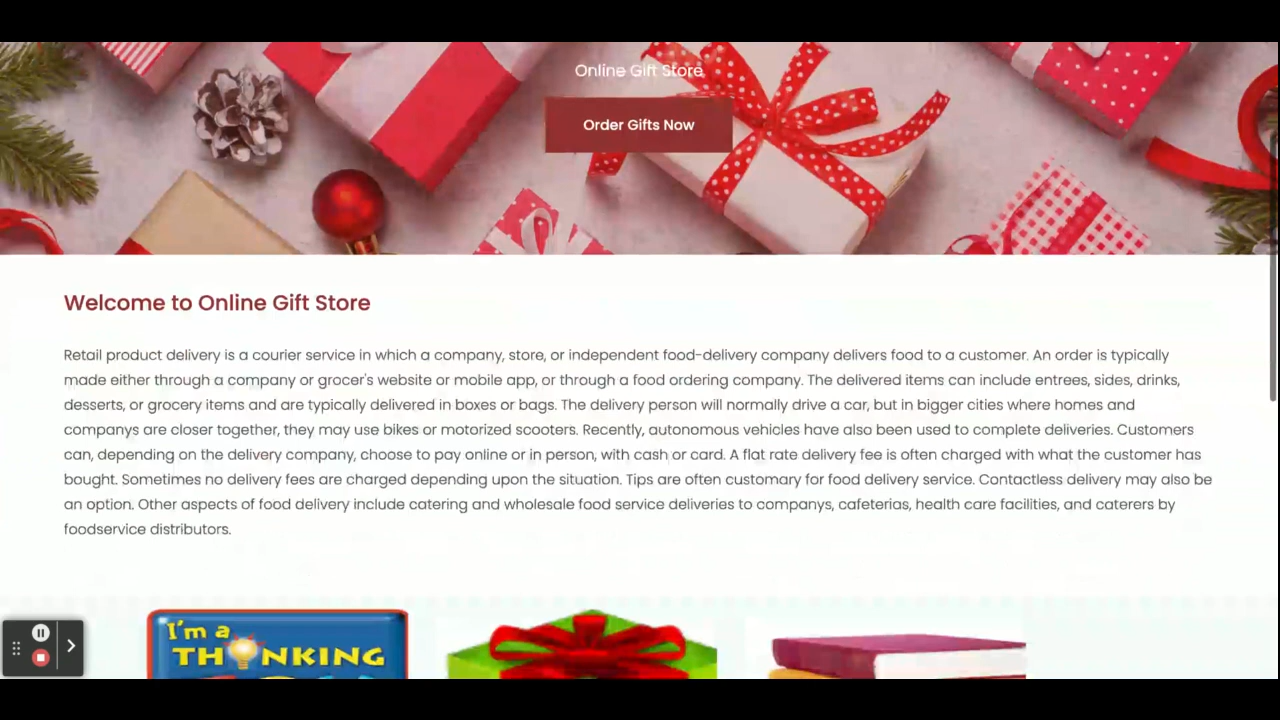 Online Gift Store
Order Gifts Now
Welcome to Online Gift Store
Retail product delivery is a courier service in which a company, store, or independent food-delivery company delivers food to a customer. An order is typically
made either through a company or grocer's website or mobile app, or through a food ordering company. The delivered items can include entrees, sides, drinks,
desserts, or grocery items and are typically delivered in boxes or bags. The delivery person will normally drive a car, but in bigger cities where homes and
companys are closer together, they may use bikes or motorized scooters. Recently, autonomous vehicles have also been used to complete deliveries. Customers
can, depending on the delivery company, choose to pay online or in person, with cash or card. A flat rate delivery fee is often charged with what the customer has
bought. Sometimes no delivery fees are charged depending upon the situation. Tips are often customary for food delivery service. Contactless delivery may also be
an option. Other aspects of food delivery include catering and wholesale food service deliveries to companys, cafeterias, health care facilities, and caterers by
foodservice distributors.
I'm a
THINKING